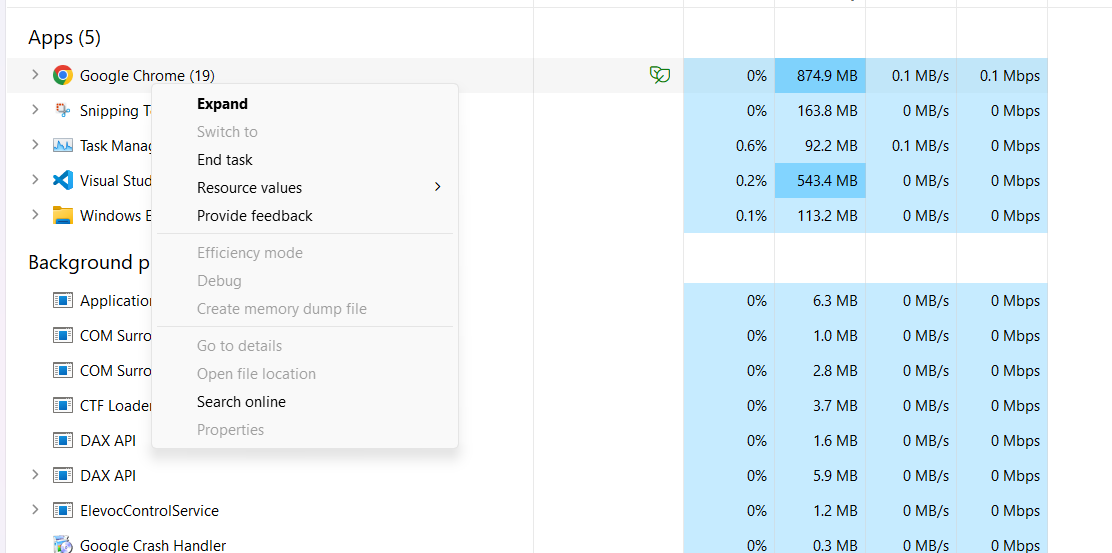 Apps (5)
Google Chrome (19) 0% 874.9 MB 0.1 MB/s 0.1 Mbps
Snipping 0% 163.8 MB 0 MB/s 0 Mbps
Task 0.6% 92.2 MB 0.1 MB/s 0 Mbps
Visual 0.2% 543.4 MB 0 MB/s 0 Mbps
Windows 0.1% 113.2 MB 0 MB/s 0 Mbps
Expand
Switch to
End task
Resource values
Provide feedback
Efficiency mode
Debug
Create memory dump file
Go to details
Open file location
Search online
Properties
Background
Application 0% 6.3 MB 0 MB/s 0 Mbps
COM Surro 0% 1.0 MB 0 MB/s 0 Mbps
COM Surro 0% 2.8 MB 0 MB/s 0 Mbps
CTF Loader 0% 3.7 MB 0 MB/s 0 Mbps
DAX API 0% 1.6 MB 0 MB/s 0 Mbps
DAX API 0% 5.9 MB 0 MB/s 0 Mbps
ElevocControlService 0% 1.2 MB 0 MB/s 0 Mbps
Google Crash Handler 0% 0.3 MB 0 MB/s 0 Mbps